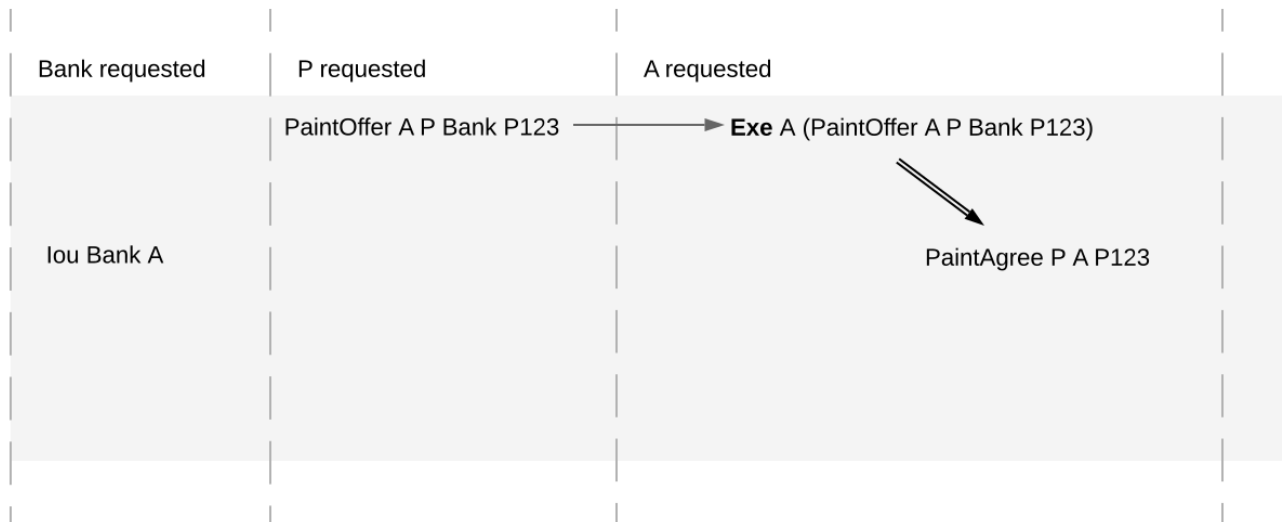 Bank requested
P requested
A requested
PaintOffer A P Bank P123
Exe A (PaintOffer A P Bank P123)
Iou Bank A
PaintAgree P A P123